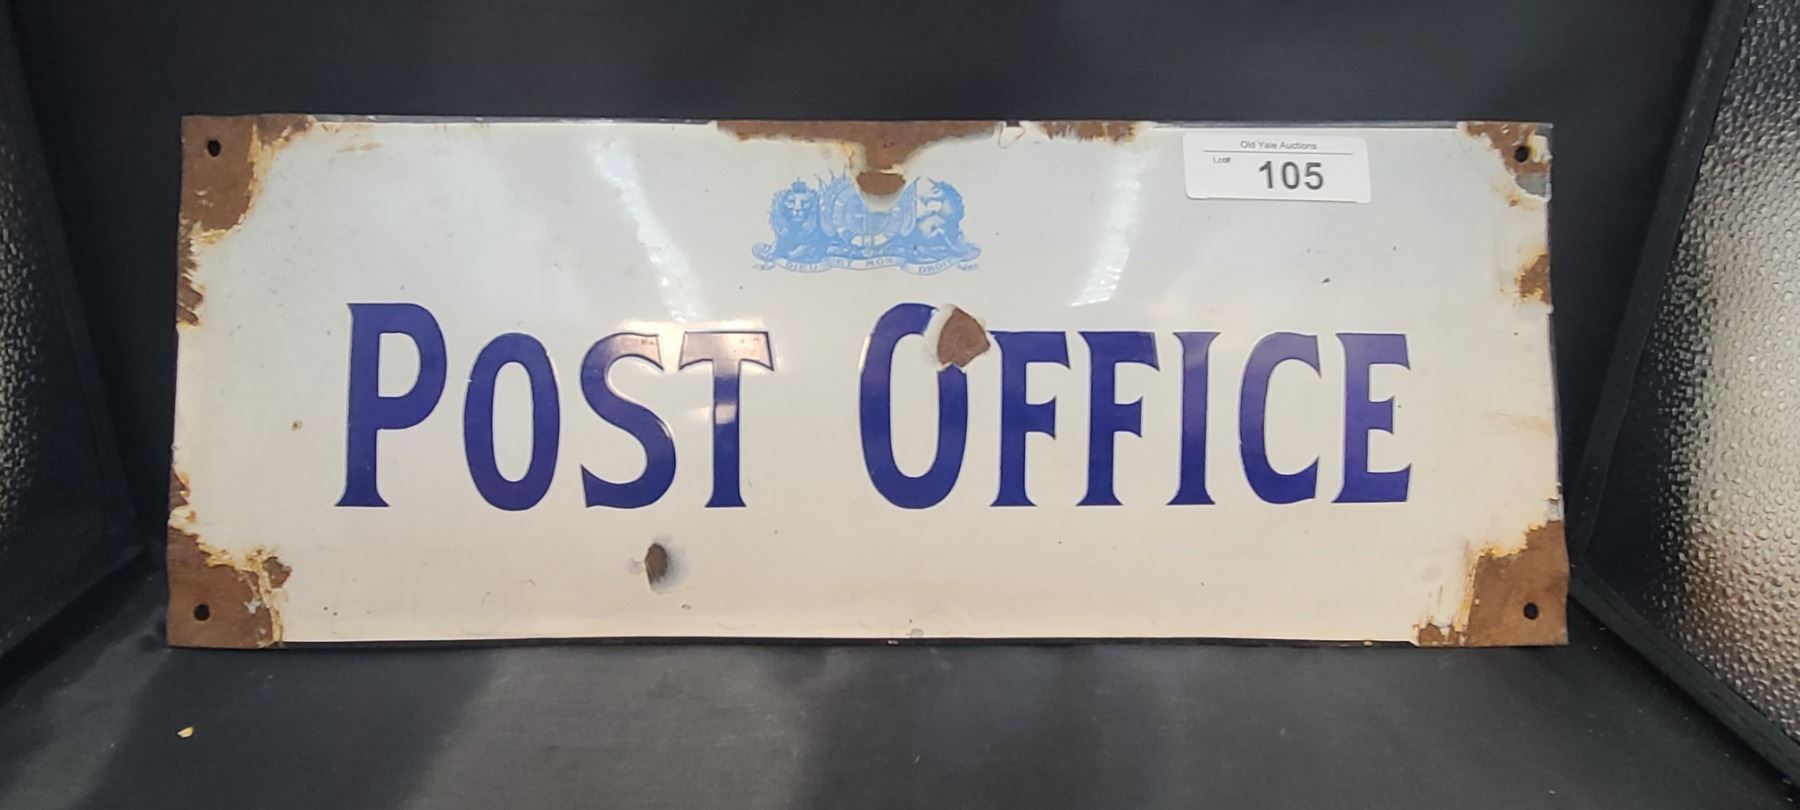 Old Yale Auctions
Lot# 105
DIEU ET MON DROIT
POST OFFICE